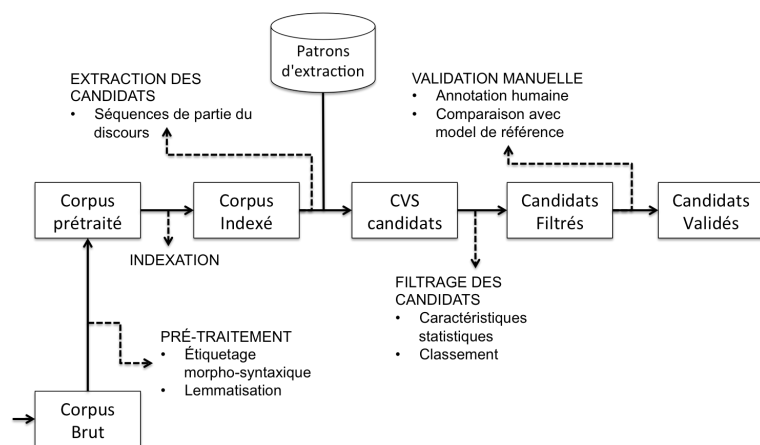 Patrons
d'extraction
EXTRACTION DES
CANDIDATS
• Séquences de partie du
discours
VALIDATION MANUELLE
• Annotation humaine
• Comparaison avec
model de référence
Corpus
prétraité
Corpus
Indexé
CVS
candidats
Candidats
Filtrés
Candidats
Validés
INDEXATION
FILTRAGE DES
CANDIDATS
• Caractéristiques
statistiques
• Classement
PRÉ-TRAITEMENT
• Étiquetage
morpho-syntaxique
• Lemmatisation
Corpus
Brut